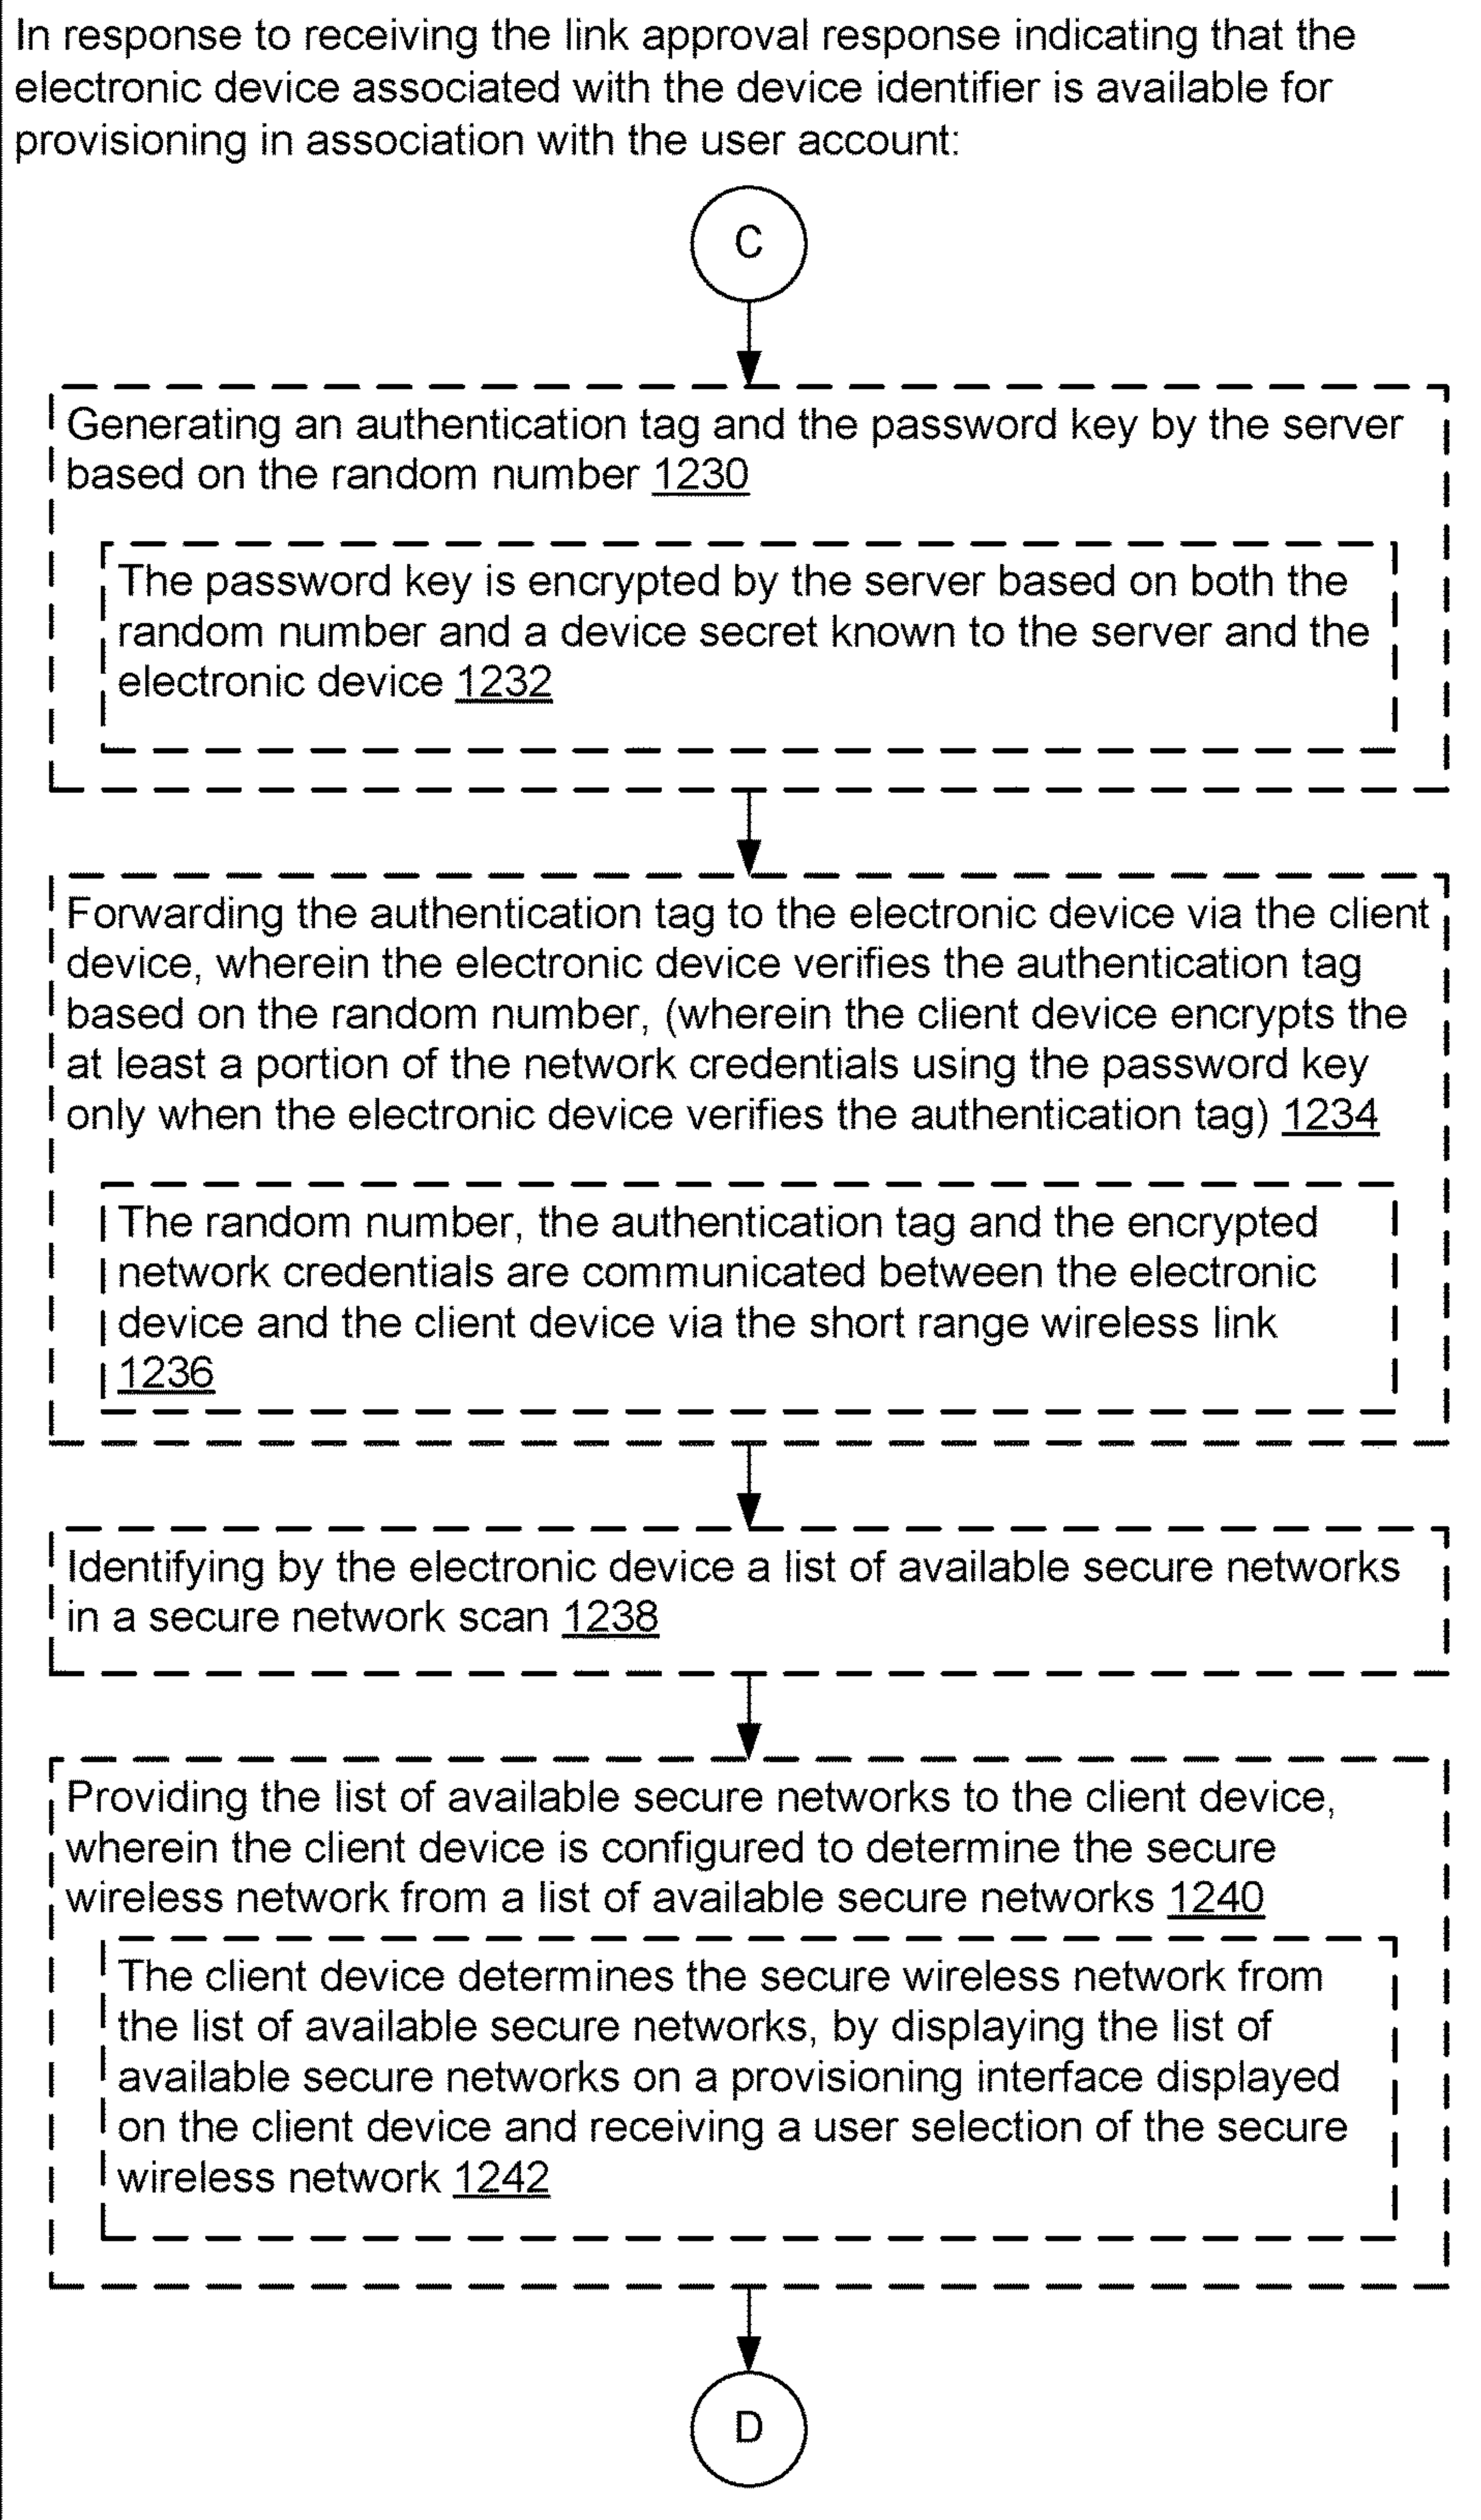 In response to receiving the link approval response indicating that the
electronic device associated with the device identifier is available for
provisioning in association with the user account:
C
Generating an authentication tag and the password key by the server
based on the random number 1230
The password key is encrypted by the server based on both the
random number and a device secret known to the server and the
electronic device 1232
Forwarding the authentication tag to the electronic device via the client
device, wherein the electronic device verifies the authentication tag
based on the random number, (wherein the client device encrypts the
at least a portion of the network credentials using the password key
only when the electronic device verifies the authentication tag) 1234
The random number, the authentication tag and the encrypted
network credentials are communicated between the electronic
device and the client device via the short range wireless link
1236
Identifying by the electronic device a list of available secure networks
in a secure network scan 1238
Providing the list of available secure networks to the client device,
wherein the client device is configured to determine the secure
wireless network from a list of available secure networks 1240
The client device determines the secure wireless network from
the list of available secure networks, by displaying the list of
available secure networks on a provisioning interface displayed
on the client device and receiving a user selection of the secure
wireless network 1242
D